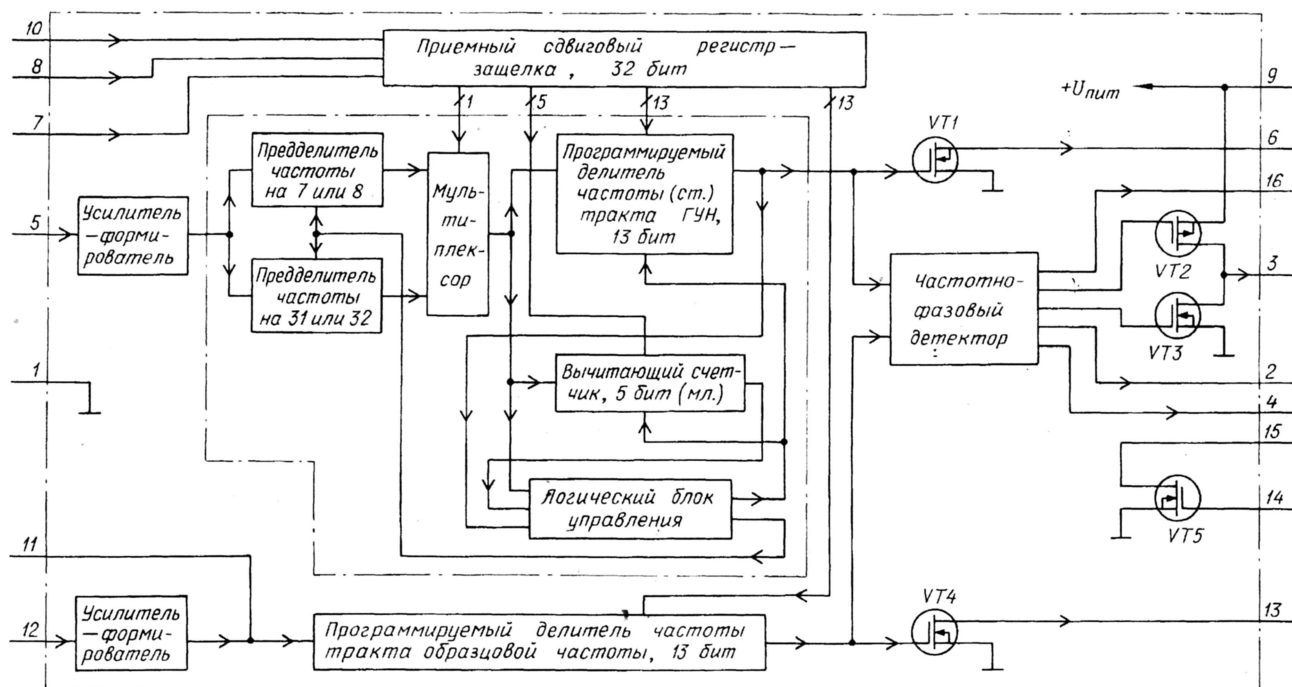 10
Приемный сдвиговый регистр—
защелка, 32 бит
8
9
+Uпит
7
1
5
13
13
VT1
6
Предделитель
частоты
на 7 или 8
Муль-
ти-
плек-
сор
Программируемый
делитель
частоты (ст.)
тракта ГУН,
13 бит
16
5
Усилитель
—форми-
рователь
VT2
3
Предделитель
частоты
на 31 или 32
Частотно-
фазовый
детектор
VT3
1
Вычитающий счет-
чик, 5 бит (мл.)
2
4
15
Логический блок
управления
14
VT5
11
12
Усилитель
—форми-
рователь
Программируемый делитель частоты
тракта образцовой частоты, 13 бит
VT4
13